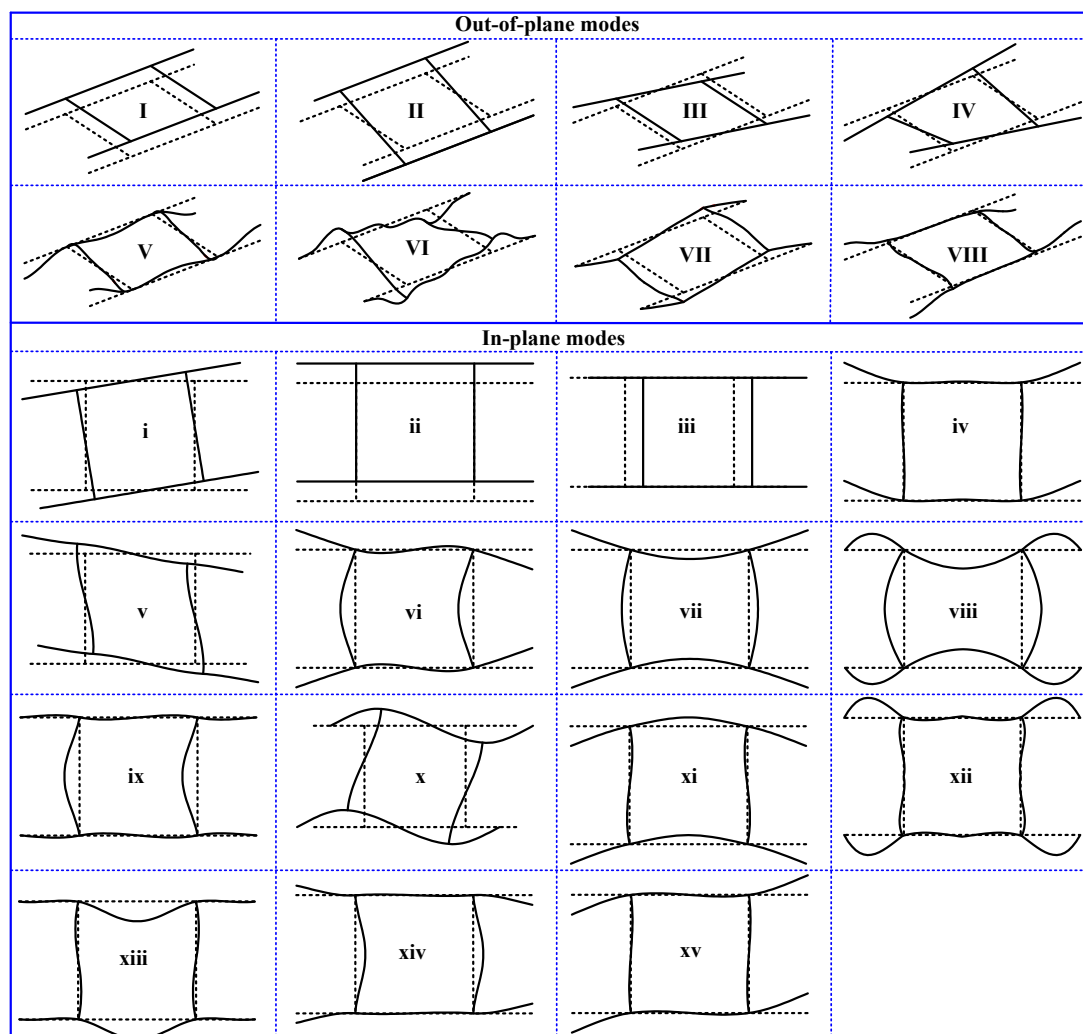 Out-of-plane modes
I II III IV
V VI VII VIII
In-plane modes
i ii iii iv
v vi vii viii
ix x xi xii
xiii xiv xv